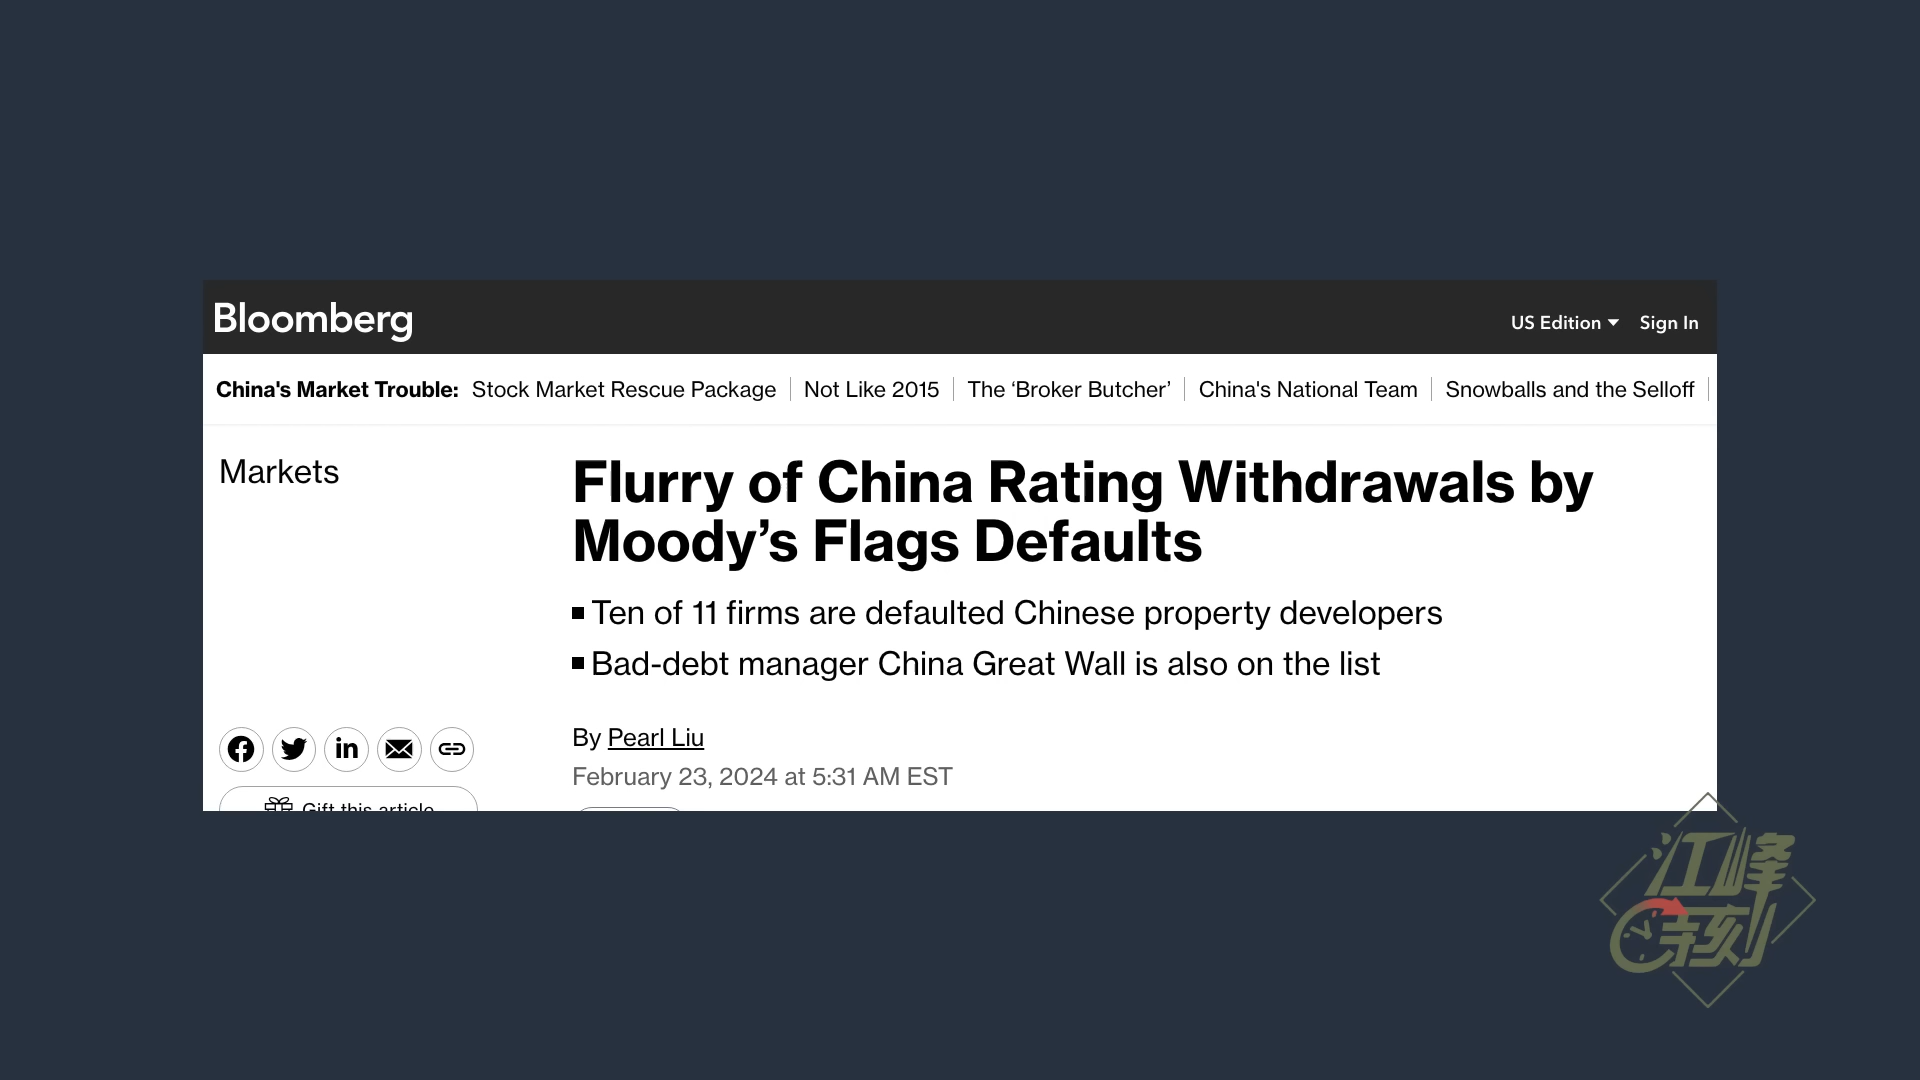 Bloomberg
US Edition
Sign In
China's Market Trouble: Stock Market Rescue Package Not Like 2015 The ‘Broker Butcher’ China's National Team Snowballs and the Selloff
Markets
Flurry of China Rating Withdrawals by
Moody’s Flags Defaults
Ten of 11 firms are defaulted Chinese property developers
Bad-debt manager China Great Wall is also on the list
By Pearl Liu
February 23, 2024 at 5:31 AM EST
Gift this article
江峰
时刻